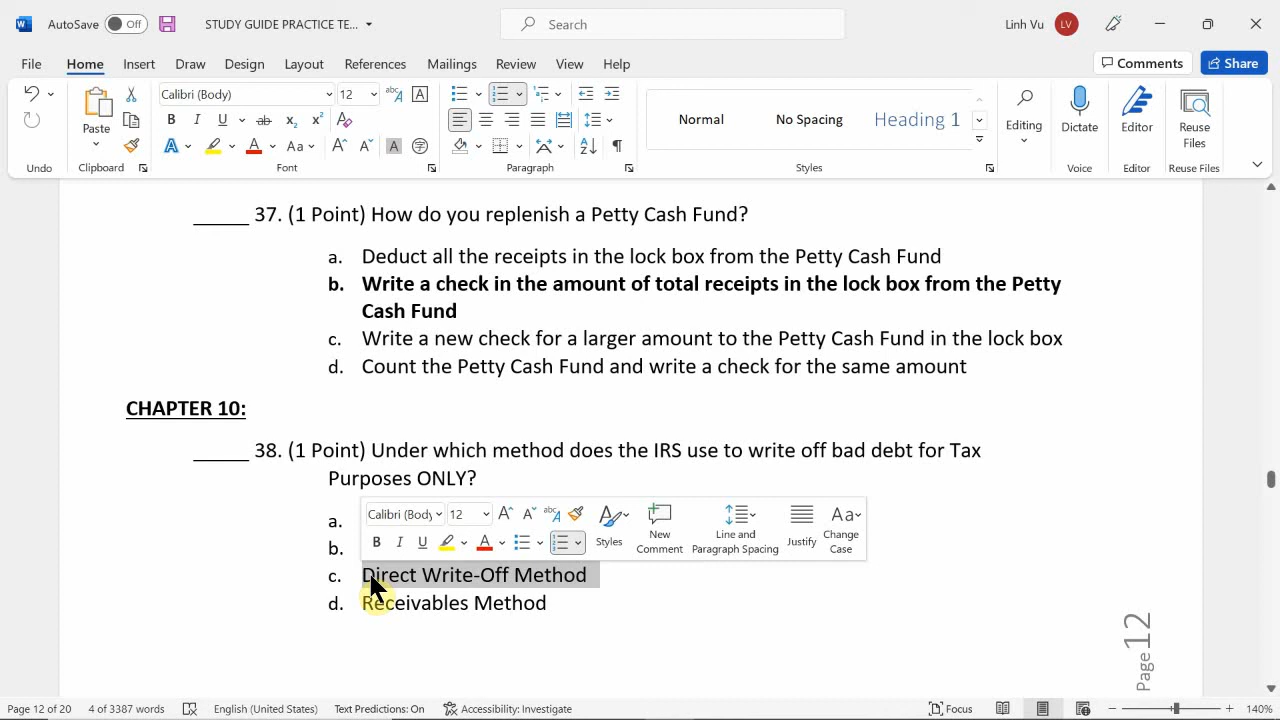 AutoSave Off STUDY GUIDE PRACTICE TE... Search Linh Vu LV
File Home Insert Draw Design Layout References Mailings Review View Help Comments Share
Calibri (Body) 12 A
Paste B I U ab x₂ x² Normal No Spacing Heading 1 Editing Dictate Editor Reuse Files
A A Aa A A A
Undo Clipboard Font Paragraph Styles Voice Editor Reuse Files
_____ 37. (1 Point) How do you replenish a Petty Cash Fund?
a. Deduct all the receipts in the lock box from the Petty Cash Fund
b. Write a check in the amount of total receipts in the lock box from the Petty
Cash Fund
c. Write a new check for a larger amount to the Petty Cash Fund in the lock box
d. Count the Petty Cash Fund and write a check for the same amount
CHAPTER 10:
_____ 38. (1 Point) Under which method does the IRS use to write off bad debt for Tax
Purposes ONLY?
a.
b.
Calibri (Body 12 A A Styles New Comment Line and Paragraph Spacing Justify Change Case
B I U A
c. Direct Write-Off Method
d. Receivables Method
Page 12
Page 12 of 20 4 of 3387 words English (United States) Text Predictions: On Accessibility: Investigate Focus 140%